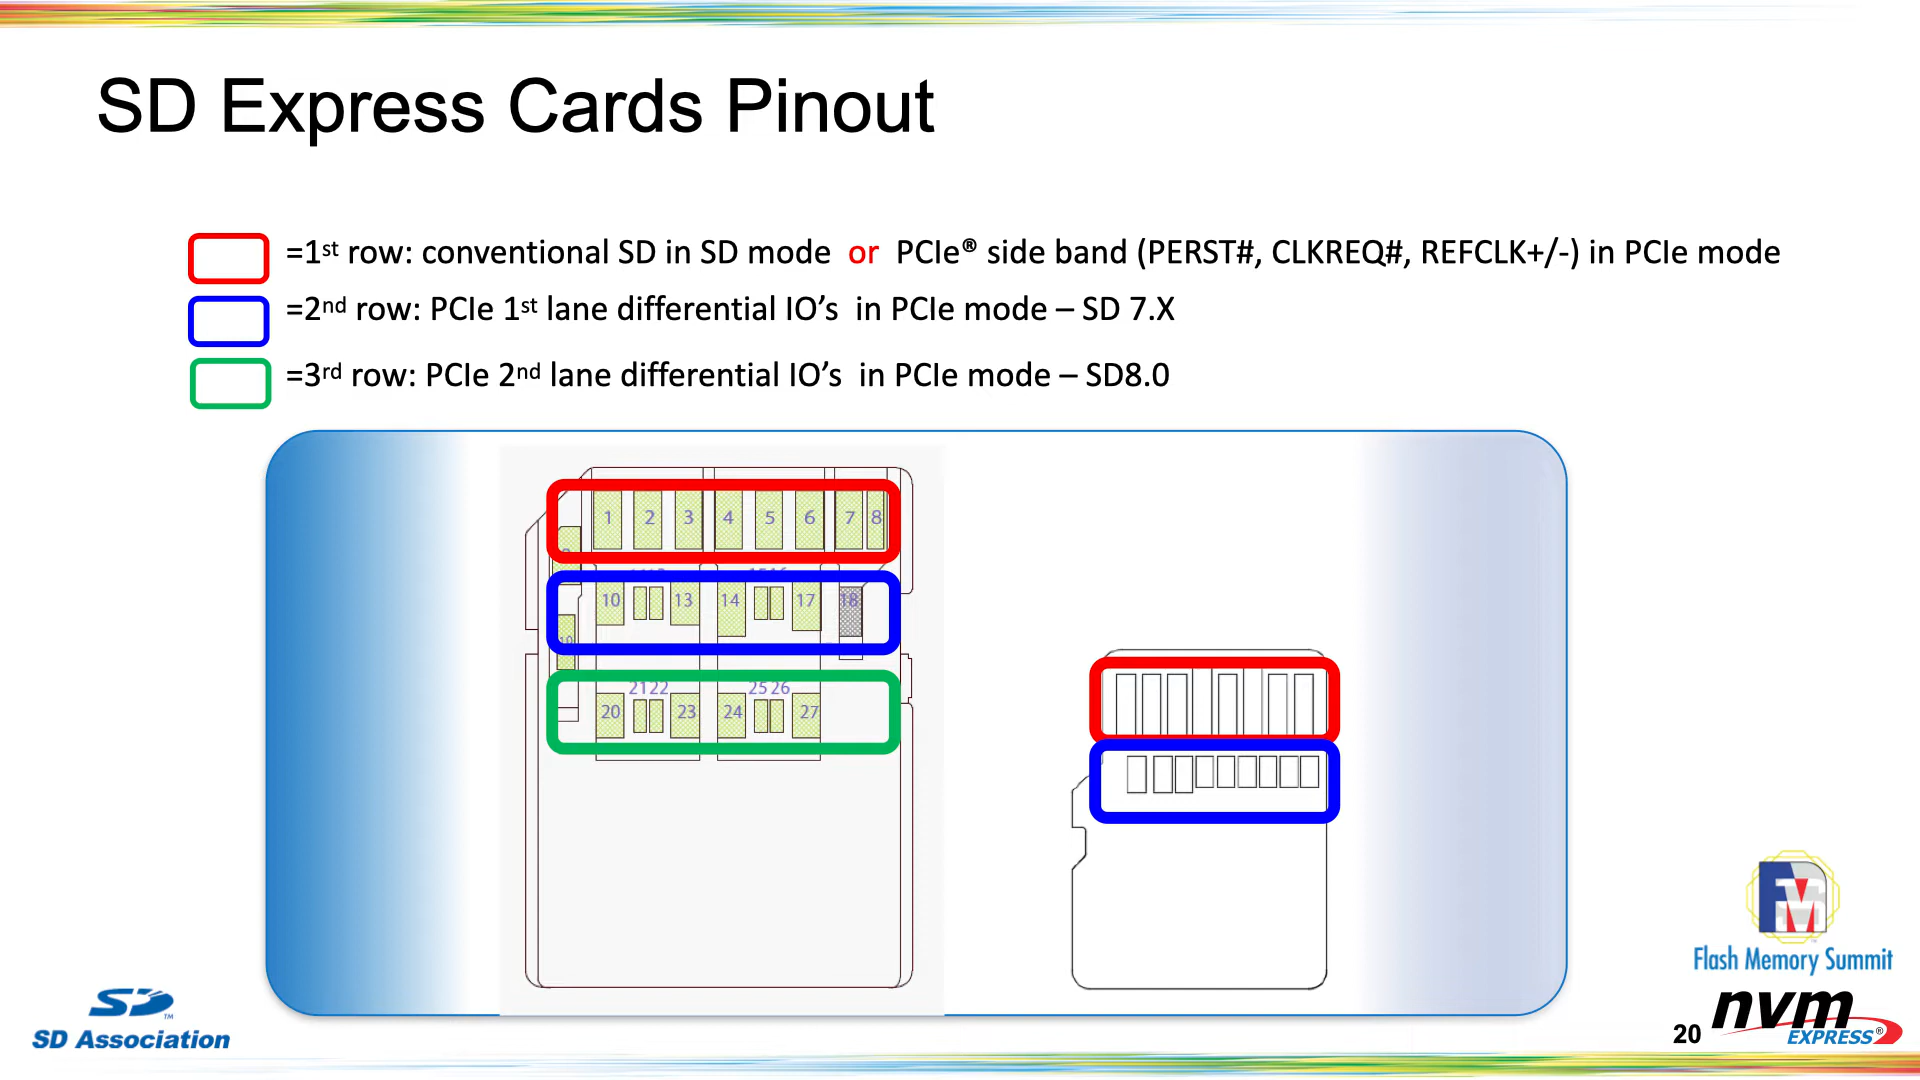 SD Express Cards Pinout
=1st row: conventional SD in SD mode or PCIe® side band (PERST#, CLKREQ#, REFCLK+/-) in PCIe mode
=2nd row: PCIe 1st lane differential IO’s in PCIe mode – SD 7.X
=3rd row: PCIe 2nd lane differential IO’s in PCIe mode – SD8.0
1 2 3 4 5 6 7 8
10 13 14 17 18
19
21 22 25 26
20 23 24 27
Flash Memory Summit
SD™
SD Association
20
nvm
EXPRESS®